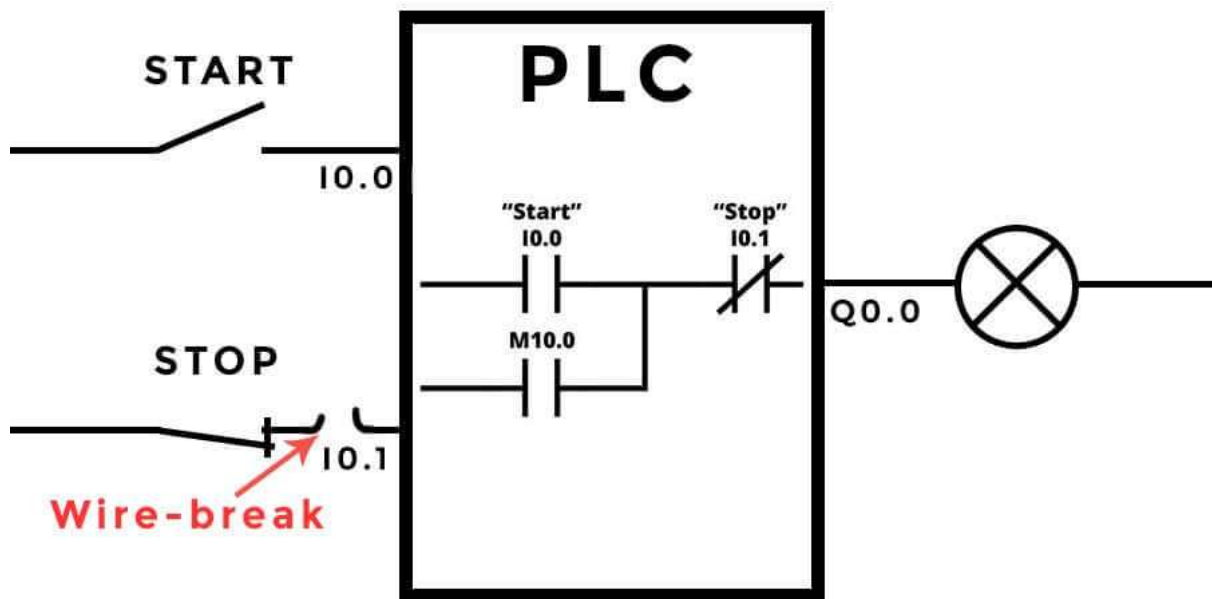 PLC
START
I0.0
“Start”
I0.0
“Stop”
I0.1
M10.0
Q0.0
STOP
I0.1
Wire-break